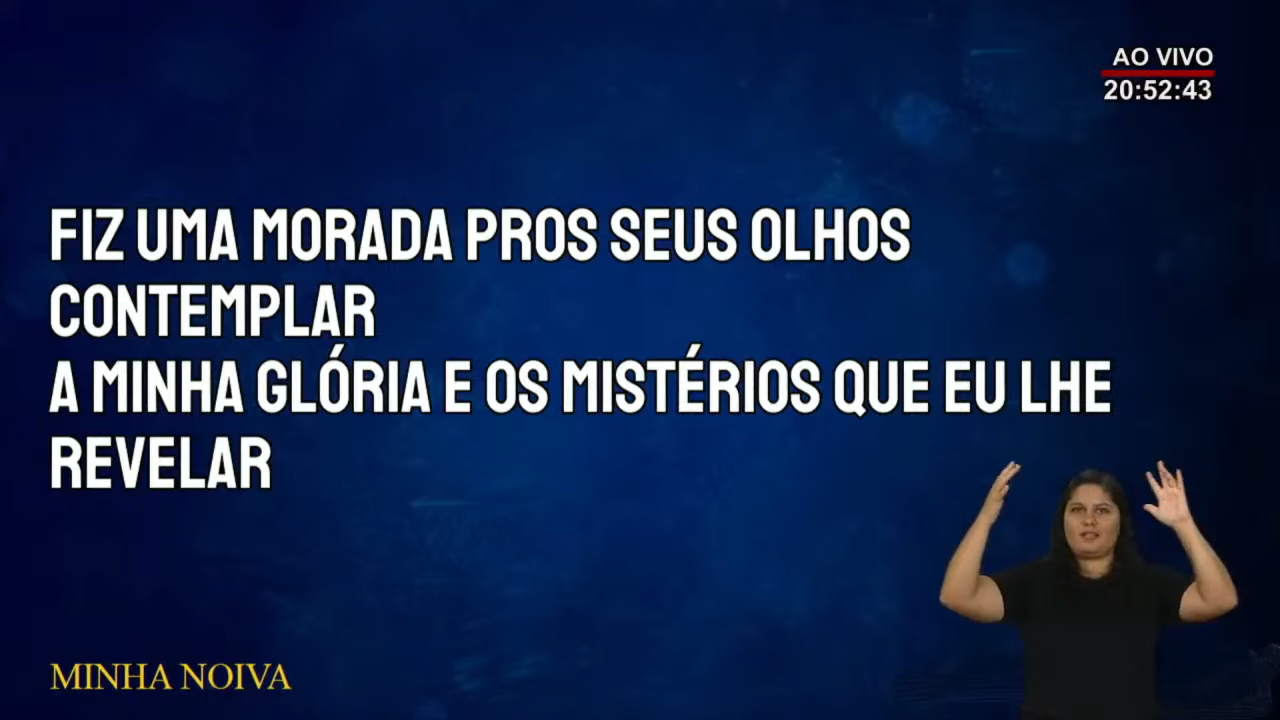 AO VIVO
20:52:43
FIZ UMA MORADA PROS SEUS OLHOS
CONTEMPLAR
A MINHA GLÓRIA E OS MISTÉRIOS QUE EU LHE
REVELAR
MINHA NOIVA